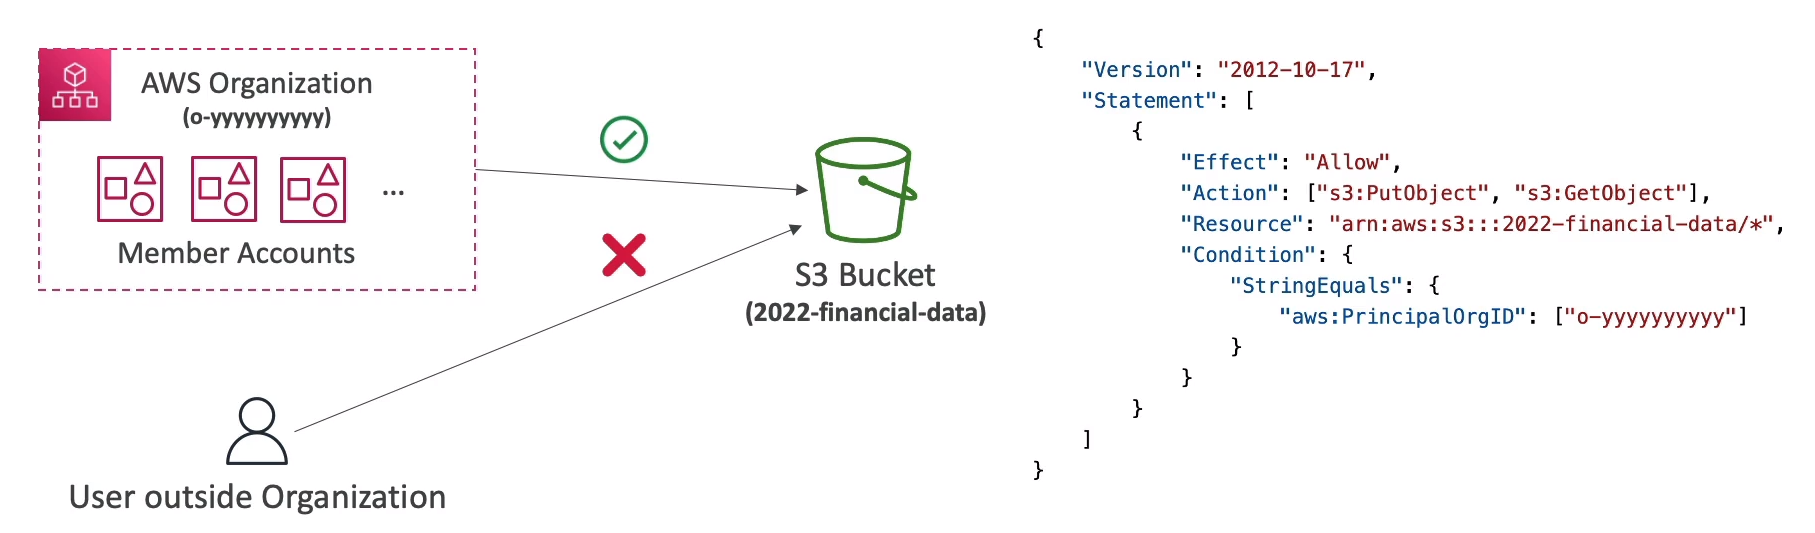 AWS Organization
(o-yyyyyyyyyy)
...
Member Accounts
User outside Organization
S3 Bucket
(2022-financial-data)
{
    "Version": "2012-10-17",
    "Statement": [
        {
            "Effect": "Allow",
            "Action": ["s3:PutObject", "s3:GetObject"],
            "Resource": "arn:aws:s3:::2022-financial-data/*",
            "Condition": {
                "StringEquals": {
                    "aws:PrincipalOrgID": ["o-yyyyyyyyyy"]
                }
            }
        }
    ]
}